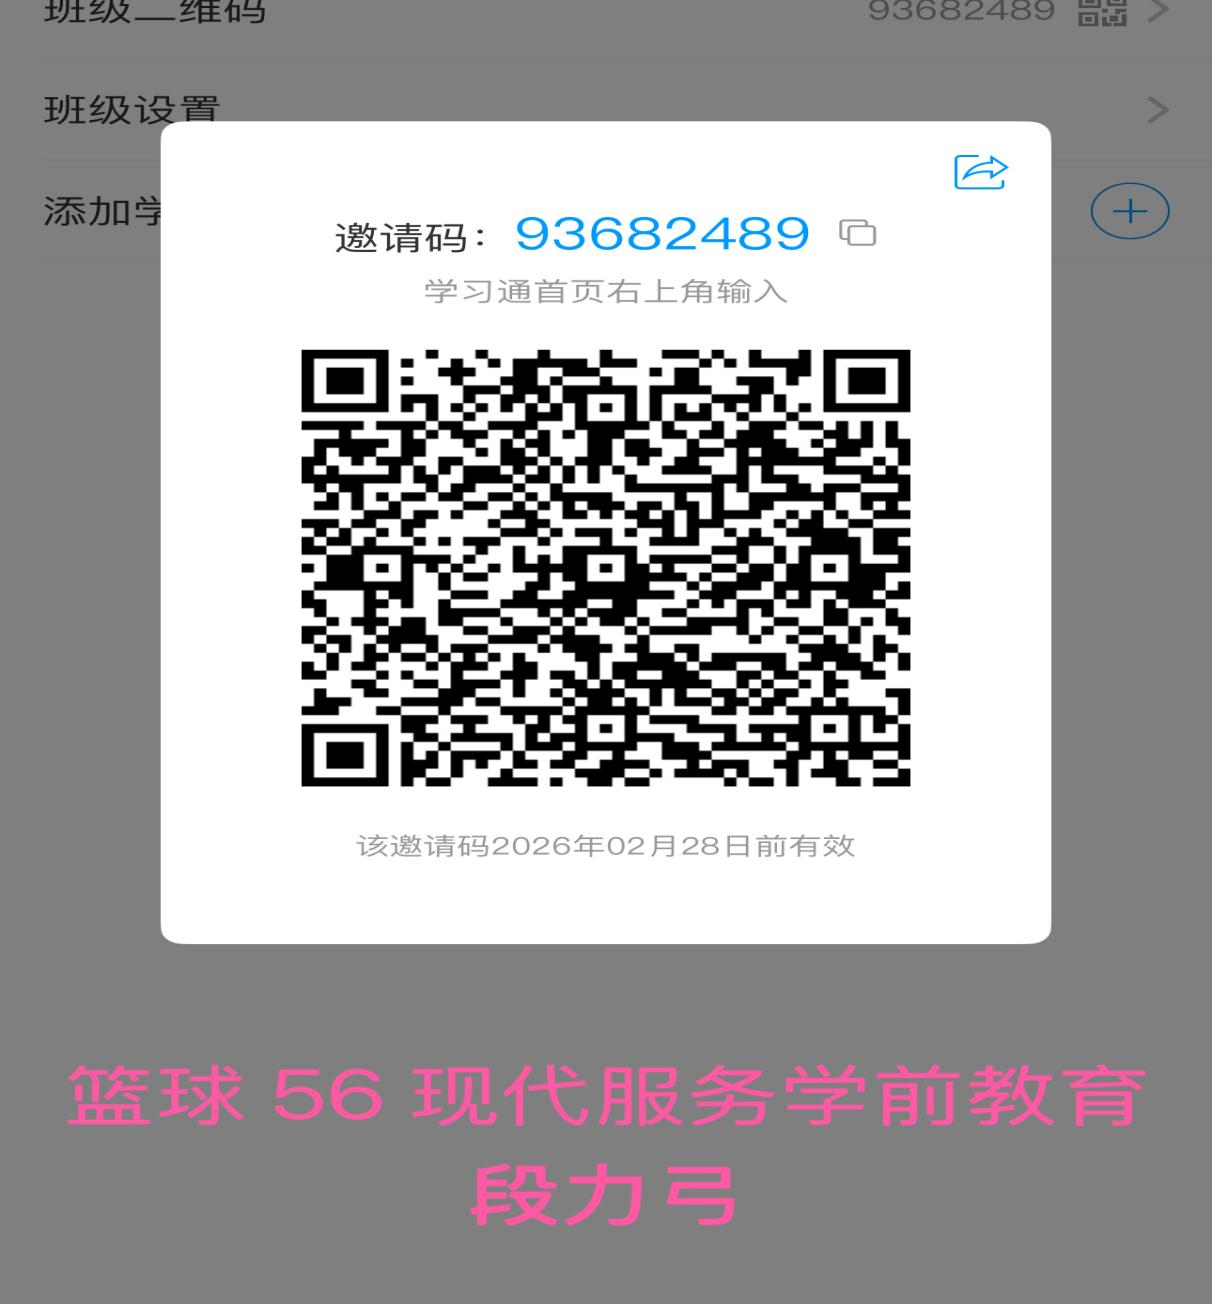 班级二维码 93682489
班级设置
添加学
邀请码：93682489
学习通首页右上角输入
该邀请码2026年02月28日前有效
篮球 56 现代服务学前教育
段力弓